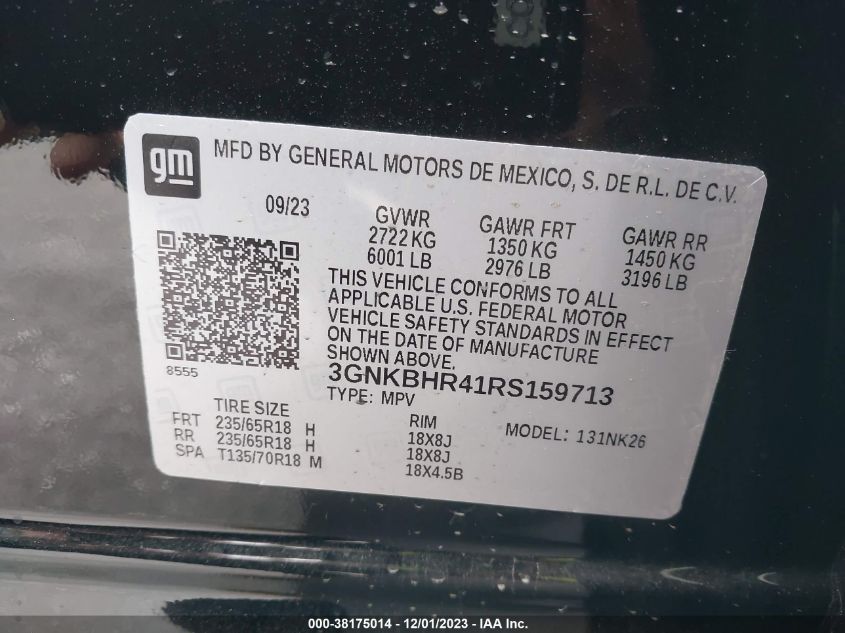 gm
MFD BY GENERAL MOTORS DE MEXICO, S. DE R.L. DE C.V.
09/23
GVWR
2722 KG
6001 LB
GAWR FRT
1350 KG
2976 LB
GAWR RR
1450 KG
3196 LB
THIS VEHICLE CONFORMS TO ALL
APPLICABLE U.S. FEDERAL MOTOR
VEHICLE SAFETY STANDARDS IN EFFECT
ON THE DATE OF MANUFACTURE
SHOWN ABOVE.
8555
3GNKBHR41RS159713
TYPE: MPV
MODEL: 131NK26
TIRE SIZE
RIM
FRT 235/65R18 H 18X8J
RR 235/65R18 H 18X8J
SPA T135/70R18 M 18X4.5B
000-38175014 - 12/01/2023 - IAA Inc.